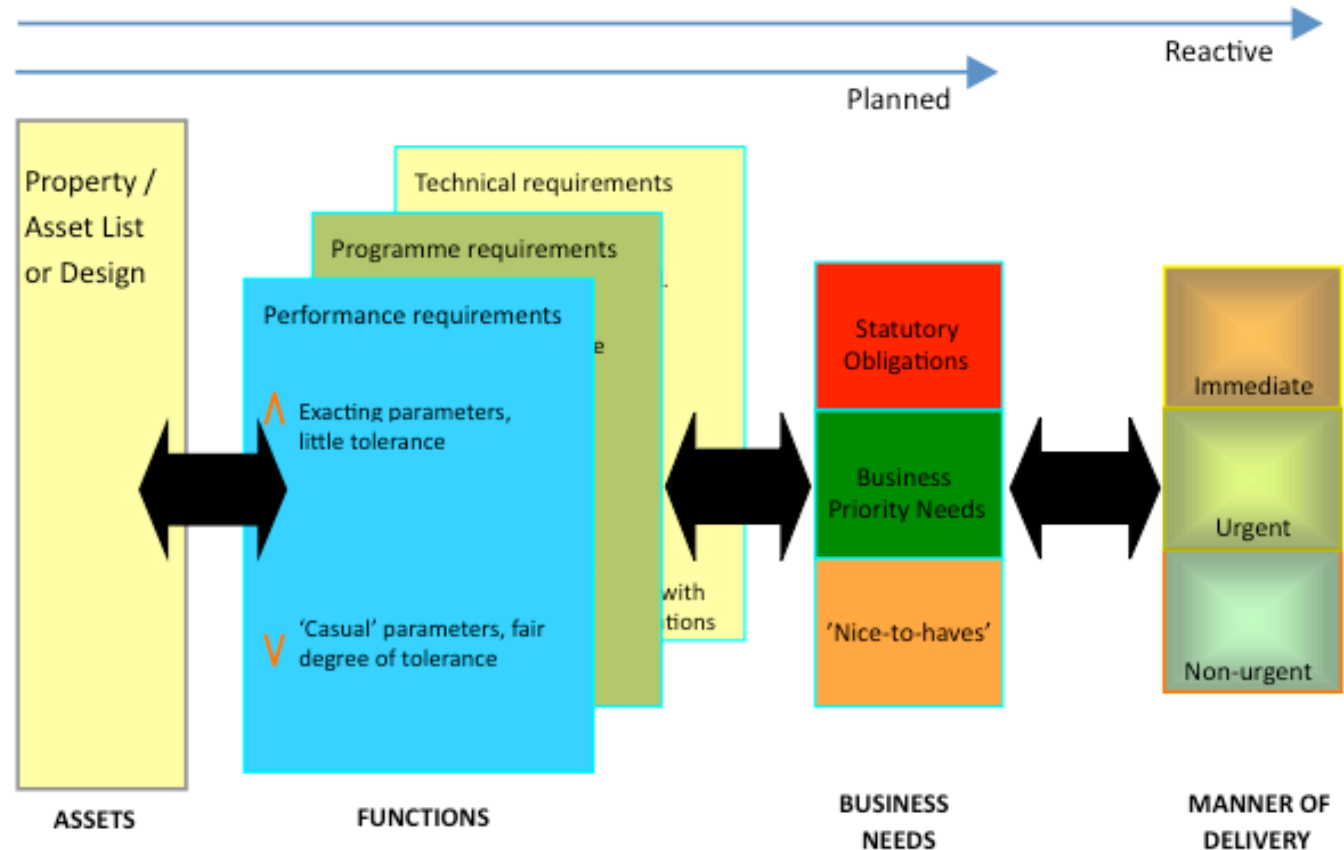 Reactive
Planned
Property /
Asset List
or Design
Technical requirements
Programme requirements
Performance requirements
Exacting parameters,
little tolerance
'Casual' parameters, fair
degree of tolerance
with
Statutory
Obligations
Business
Priority Needs
'Nice-to-haves'
Immediate
Urgent
Non-urgent
ASSETS
FUNCTIONS
BUSINESS
NEEDS
MANNER OF
DELIVERY